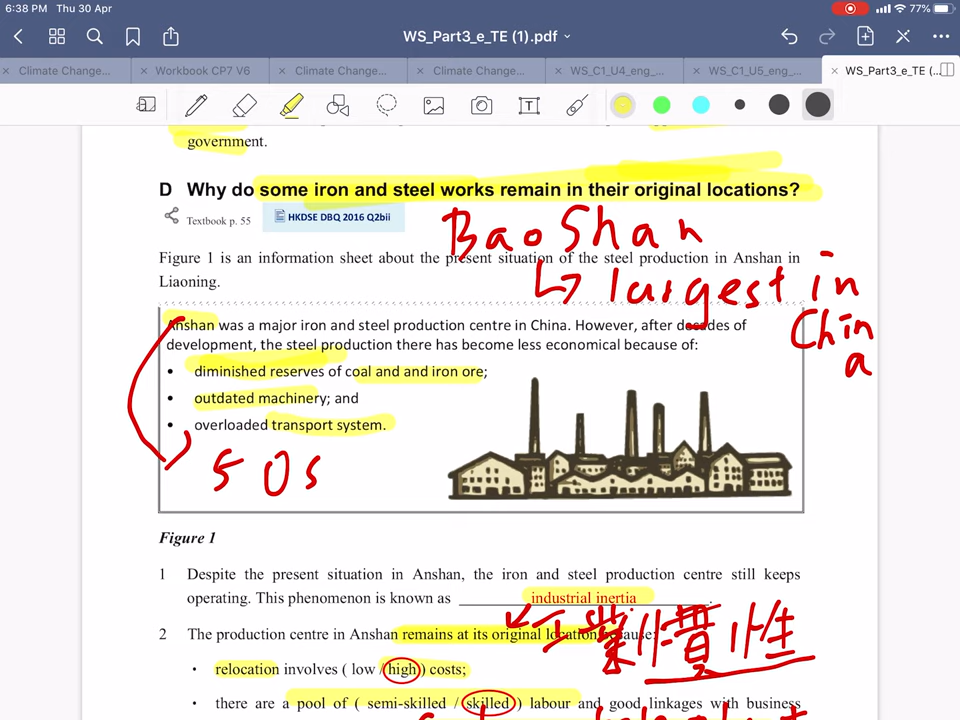 6:38 PM Thu 30 Apr
77%
WS_Part3_e_TE (1).pdf
Climate Change...
Workbook CP7 V6
Climate Change...
Climate Change...
WS_C1_U4_eng_...
WS_C1_U5_eng_...
WS_Part3_e_TE (...
government.
D Why do some iron and steel works remain in their original locations?
Textbook p. 55
HKDSE DBQ 2016 Q2bii
BaoShan
Figure 1 is an information sheet about the present situation of the steel production in Anshan in
Liaoning.
largest in
China
Anshan was a major iron and steel production centre in China. However, after decades of
development, the steel production there has become less economical because of:
• diminished reserves of coal and and iron ore;
• outdated machinery; and
• overloaded transport system.
50s
Figure 1
1 Despite the present situation in Anshan, the iron and steel production centre still keeps
operating. This phenomenon is known as industrial inertia.
工業慣性
2 The production centre in Anshan remains at its original location because:
• relocation involves ( low / high ) costs;
• there are a pool of ( semi-skilled / skilled ) labour and good linkages with business